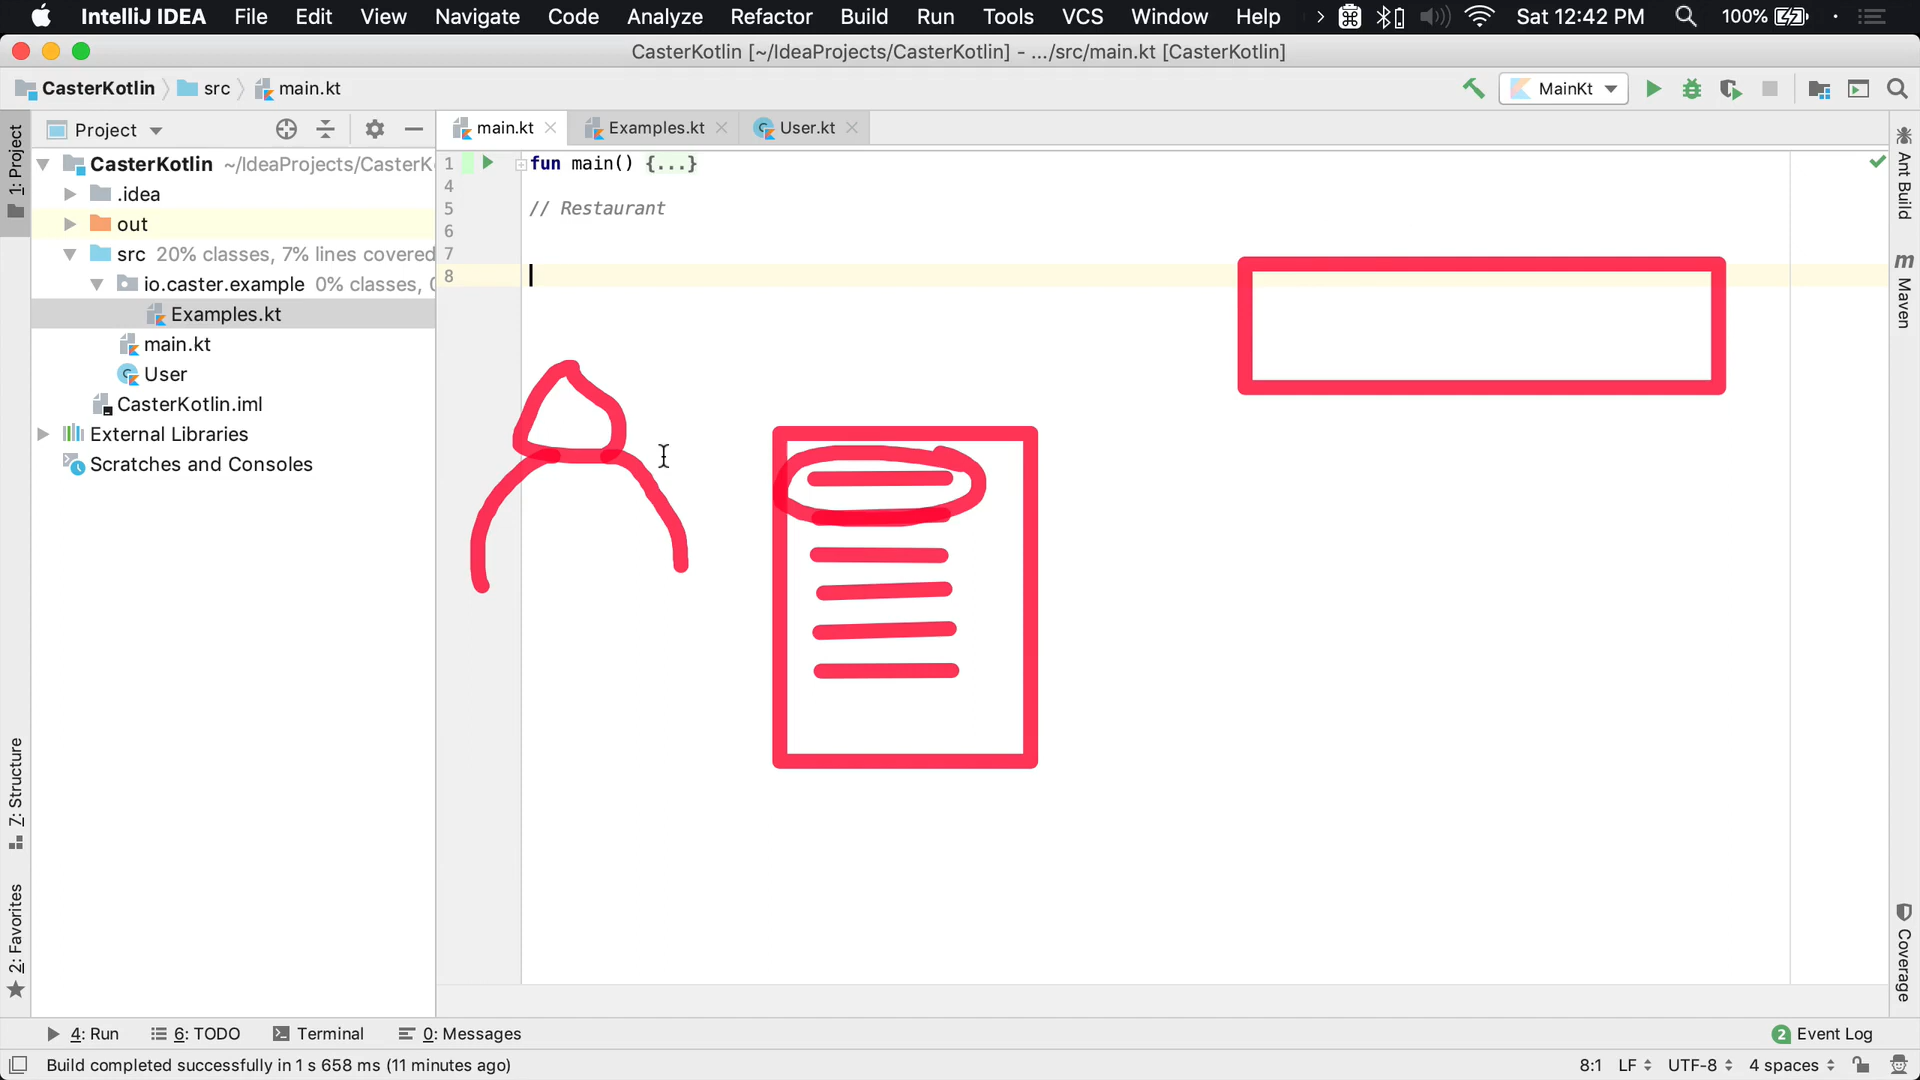 IntelliJ IDEA File Edit View Navigate Code Analyze Refactor Build Run Tools VCS Window Help Sat 12:42 PM 100%
CasterKotlin [~/IdeaProjects/CasterKotlin] - .../src/main.kt [CasterKotlin]
CasterKotlin src main.kt MainKt
Project
main.kt Examples.kt User.kt
CasterKotlin ~/IdeaProjects/CasterK
.idea
out
src 20% classes, 7% lines covered
io.caster.example 0% classes, 0
Examples.kt
main.kt
User
CasterKotlin.iml
External Libraries
Scratches and Consoles
1 fun main() {...}
4
5 // Restaurant
6
7
8
1: Project
Z: Structure
2: Favorites
Ant Build
m
Maven
Coverage
4: Run 6: TODO Terminal 0: Messages 2 Event Log
Build completed successfully in 1 s 658 ms (11 minutes ago) 8:1 LF UTF-8 4 spaces